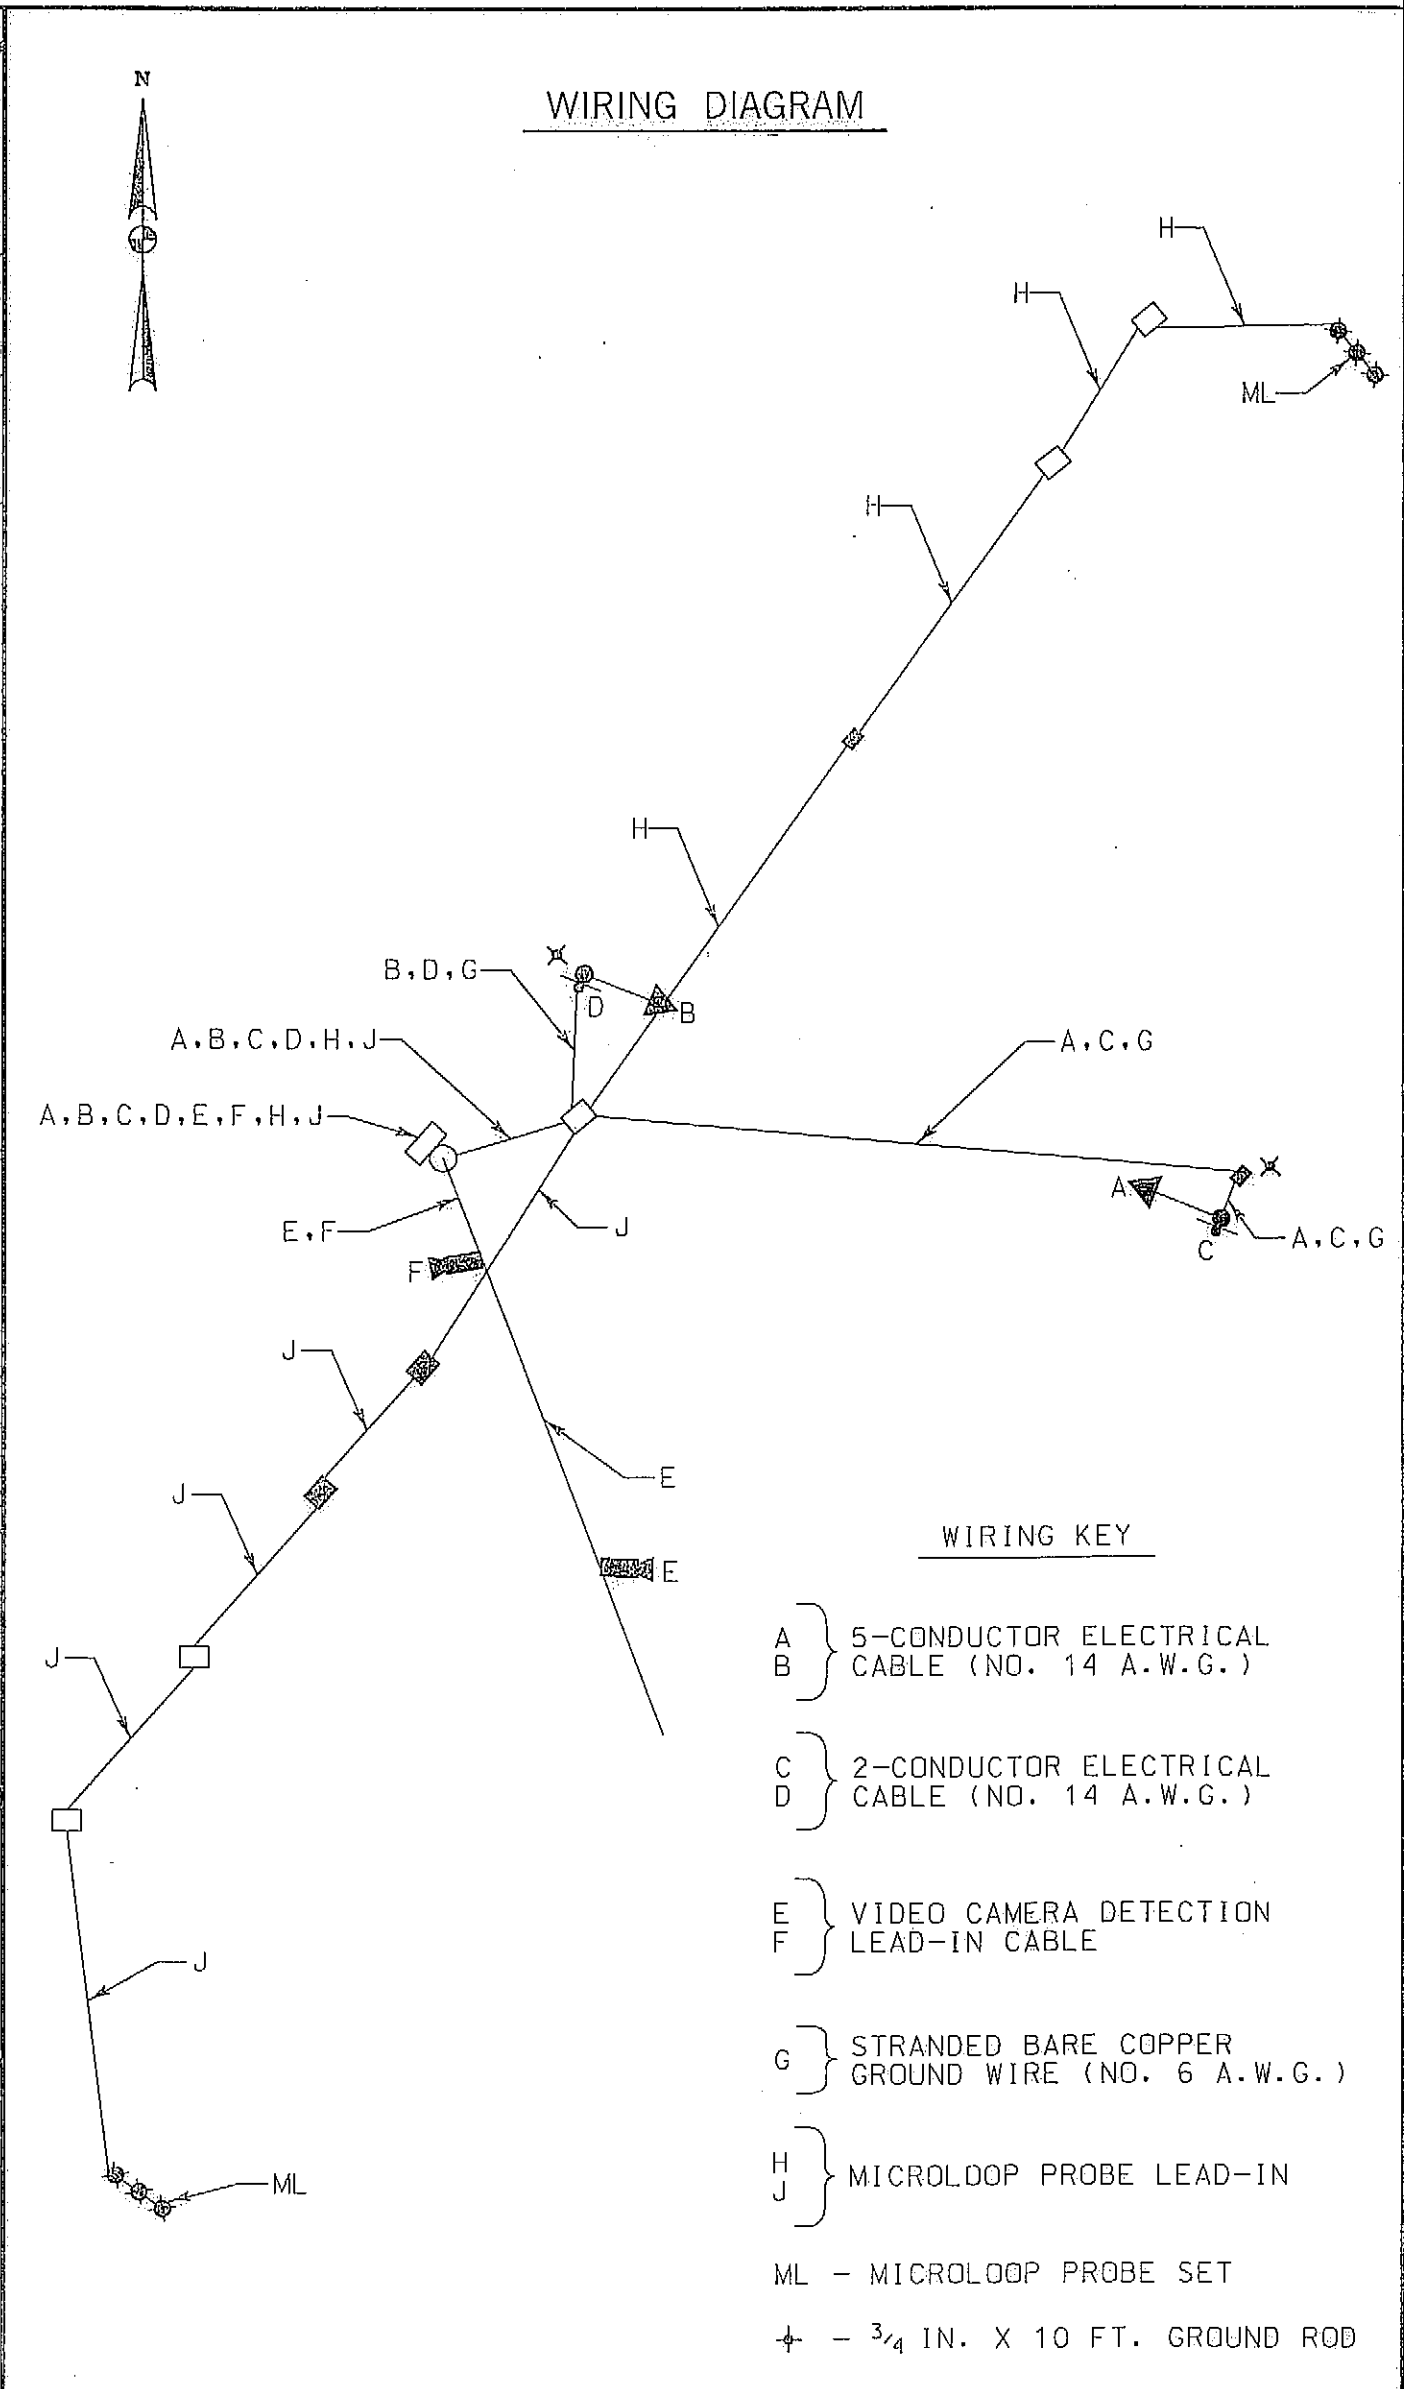 N
WIRING DIAGRAM
H
H
ML
H
H
B,D,G
D
B
A,B,C,D,H,J
A,C,G
A,B,C,D,E,F,H,J
A
E,F
J
C
A,C,G
F
J
E
J
E
WIRING KEY
A
B
5-CONDUCTOR ELECTRICAL
CABLE (NO. 14 A.W.G.)
J
C
D
2-CONDUCTOR ELECTRICAL
CABLE (NO. 14 A.W.G.)
E
F
VIDEO CAMERA DETECTION
LEAD-IN CABLE
J
G
STRANDED BARE COPPER
GROUND WIRE (NO. 6 A.W.G.)
H
J
MICROLOOP PROBE LEAD-IN
ML
ML - MICROLOOP PROBE SET
- 3/4 IN. X 10 FT. GROUND ROD